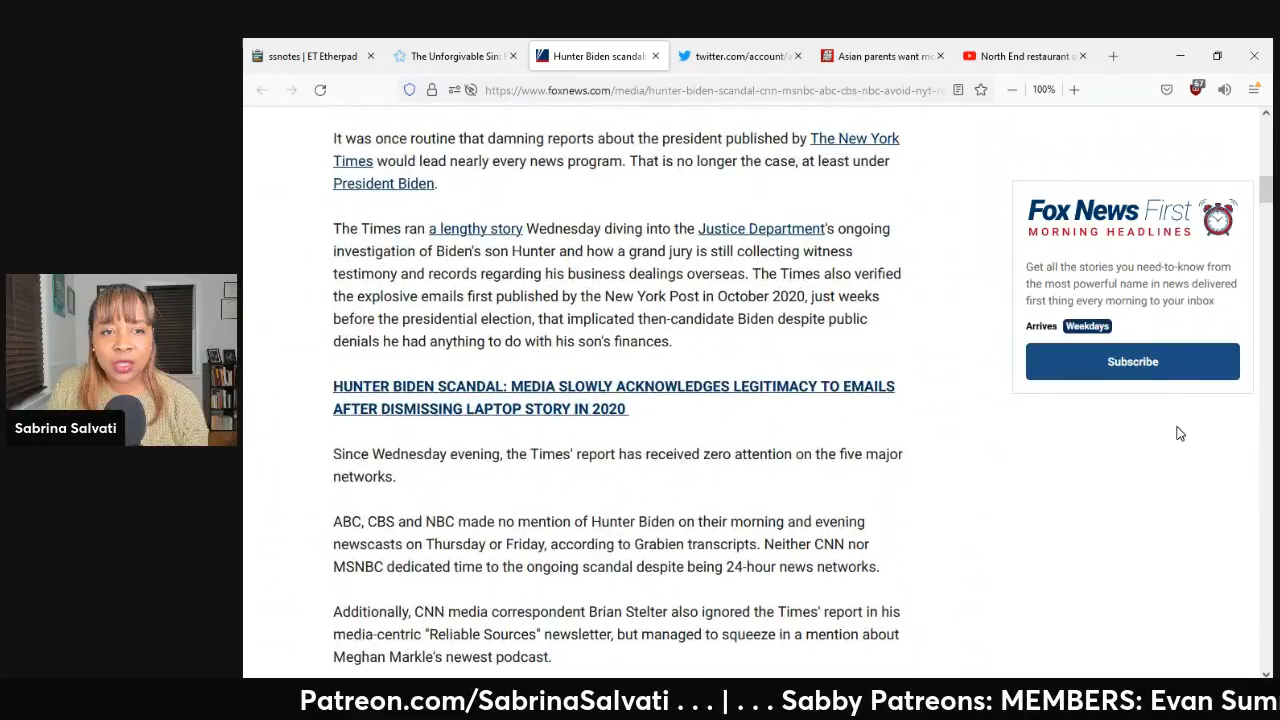 ssnotes | ET Etherpad
The Unforgivable Sin:
Hunter Biden scandal:
twitter.com/account/a
Asian parents want mo
North End restaurant o
https://www.foxnews.com/media/hunter-biden-scandal-cnn-msnbc-abc-cbs-nbc-avoid-nyt-r
100%
57
It was once routine that damning reports about the president published by The New York
Times would lead nearly every news program. That is no longer the case, at least under
President Biden.
The Times ran a lengthy story Wednesday diving into the Justice Department's ongoing
investigation of Biden's son Hunter and how a grand jury is still collecting witness
testimony and records regarding his business dealings overseas. The Times also verified
the explosive emails first published by the New York Post in October 2020, just weeks
before the presidential election, that implicated then-candidate Biden despite public
denials he had anything to do with his son's finances.
HUNTER BIDEN SCANDAL: MEDIA SLOWLY ACKNOWLEDGES LEGITIMACY TO EMAILS
AFTER DISMISSING LAPTOP STORY IN 2020
Since Wednesday evening, the Times' report has received zero attention on the five major
networks.
ABC, CBS and NBC made no mention of Hunter Biden on their morning and evening
newscasts on Thursday or Friday, according to Grabien transcripts. Neither CNN nor
MSNBC dedicated time to the ongoing scandal despite being 24-hour news networks.
Additionally, CNN media correspondent Brian Stelter also ignored the Times' report in his
media-centric "Reliable Sources" newsletter, but managed to squeeze in a mention about
Meghan Markle's newest podcast.
Fox News First
MORNING HEADLINES
Get all the stories you need-to-know from
the most powerful name in news delivered
first thing every morning to your inbox
Arrives Weekdays
Subscribe
Sabrina Salvati
Patreon.com/SabrinaSalvati . . . | . . . Sabby Patreons: MEMBERS: Evan Sum